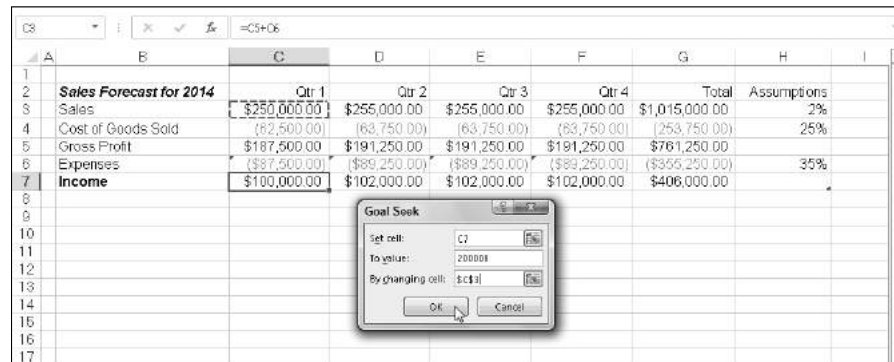 C3 fx =C5+C6
A B C D E F G H I
1
2 Sales Forecast for 2014 Qtr 1 Qtr 2 Qtr 3 Qtr 4 Total Assumptions
3 Sales $250,000.00 $255,000.00 $255,000.00 $255,000.00 $1,015,000.00 2%
4 Cost of Goods Sold (62,500.00) (63,750.00) (63,750.00) (63,750.00) (253,750.00) 25%
5 Gross Profit $187,500.00 $191,250.00 $191,250.00 $191,250.00 $761,250.00
6 Expenses ($87,500.00) ($89,250.00) ($89,250.00) ($89,250.00) ($355,250.00) 35%
7 Income $100,000.00 $102,000.00 $102,000.00 $102,000.00 $406,000.00
8
9
10
11
12
13
14
15
16
17
Goal Seek
Set cell: C7
To value:
By changing cell: $C$3
OK Cancel